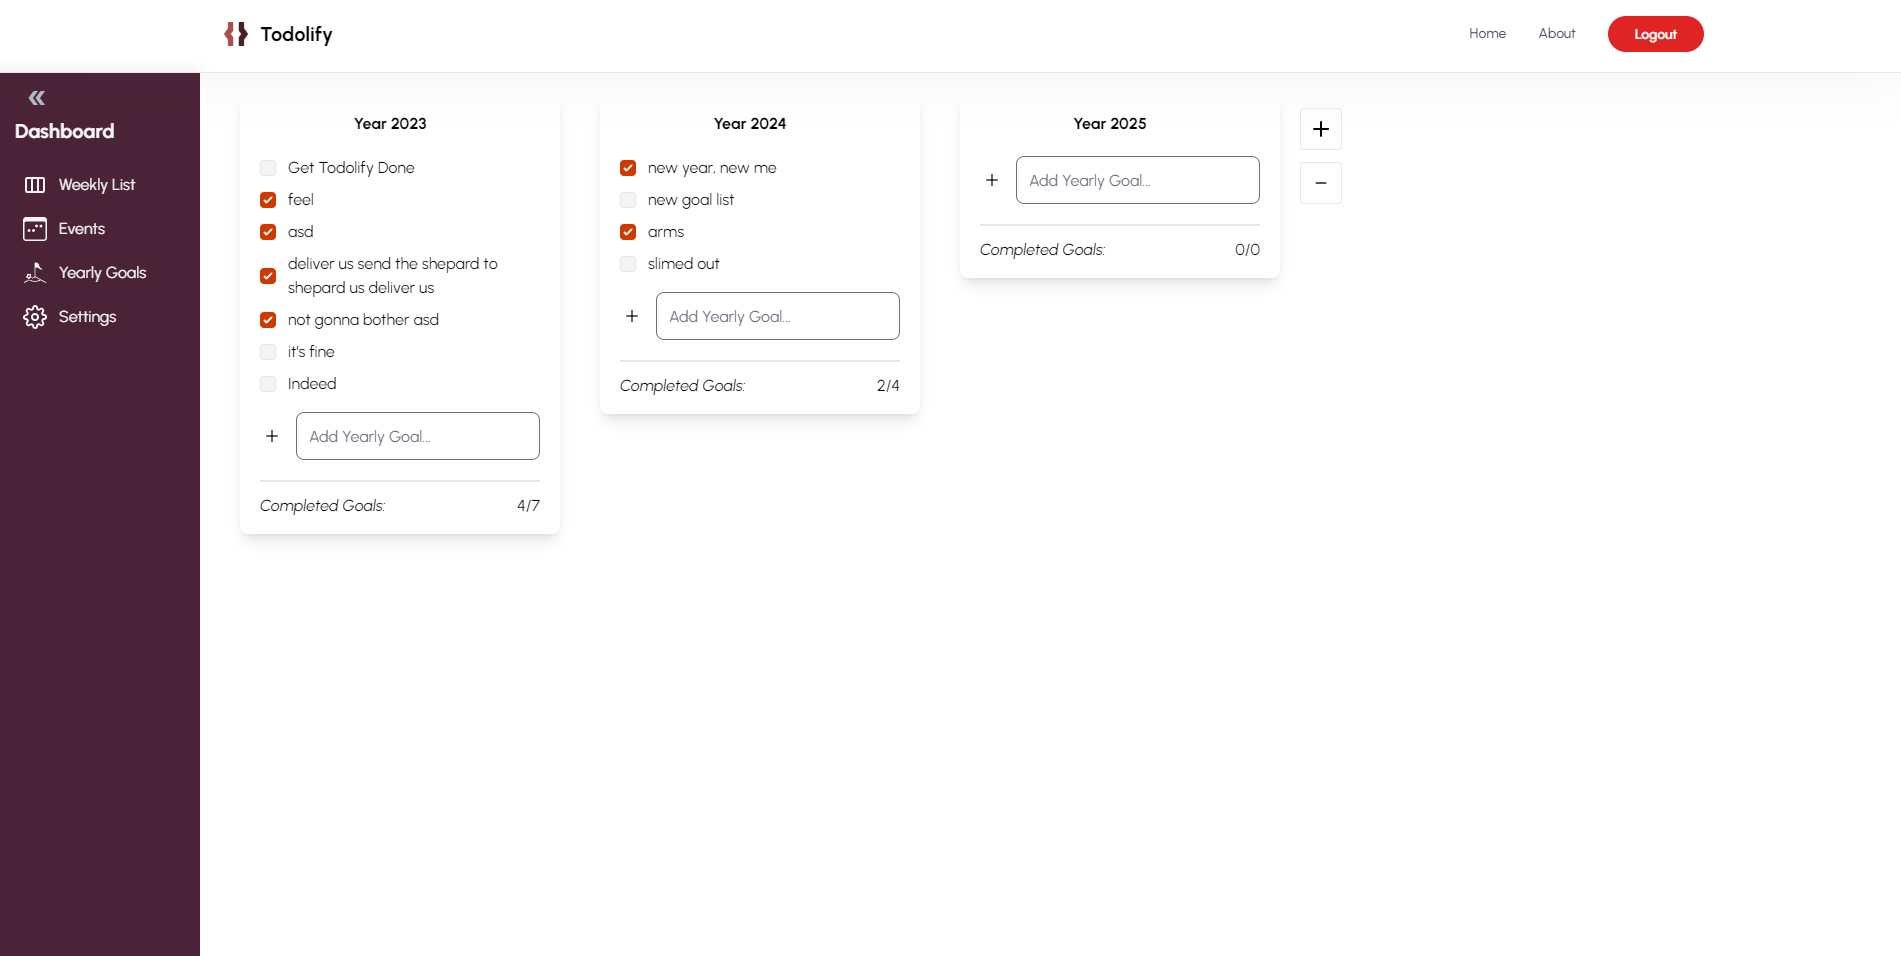 Todolify
Home
About
Logout
Dashboard
Weekly List
Events
Yearly Goals
Settings
Year 2023
Get Todolify Done
feel
asd
deliver us send the shepard to
shepard us deliver us
not gonna bother asd
it's fine
Indeed
+ Add Yearly Goal...
Completed Goals: 4/7
Year 2024
new year, new me
new goal list
arms
slimed out
+ Add Yearly Goal...
Completed Goals: 2/4
Year 2025
+ Add Yearly Goal...
Completed Goals: 0/0
+
−